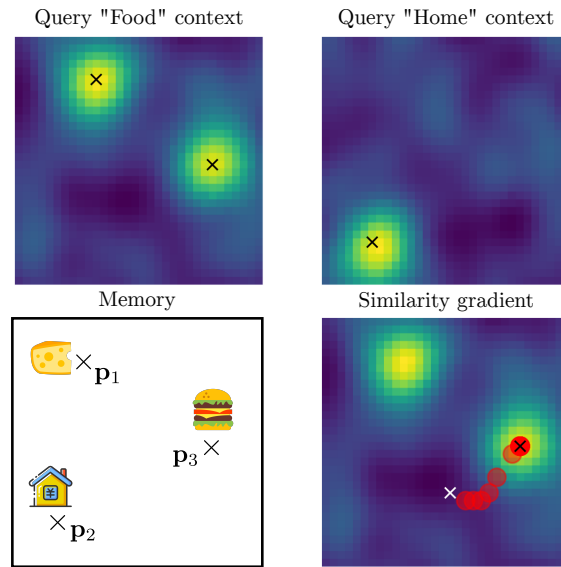 Query "Food" context
Query "Home" context
Memory
Similarity gradient
p₁
p₃
¥
p₂